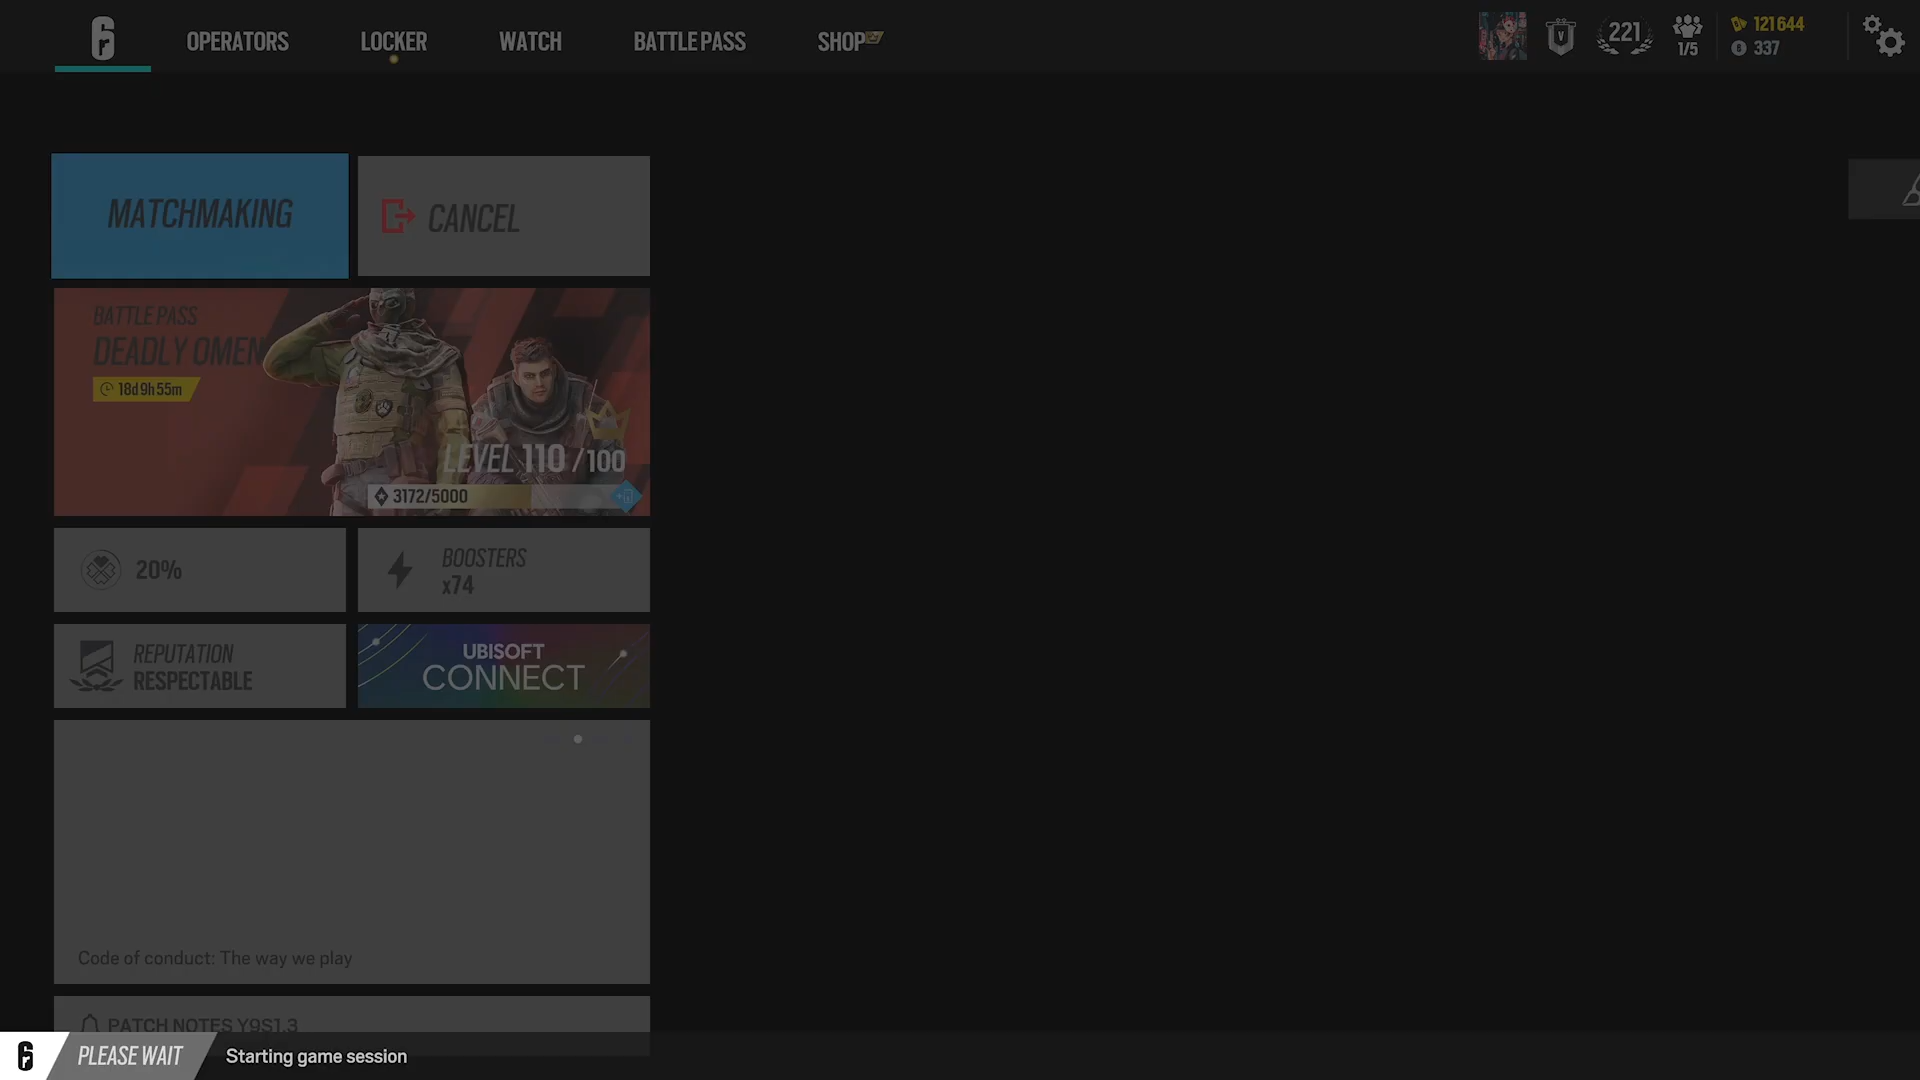 OPERATORS
LOCKER
WATCH
BATTLE PASS
SHOP
V
221
1/5
121 644
337
MATCHMAKING
CANCEL
BATTLE PASS
DEADLY OMEN
18d 9h 55m
LEVEL 110 /100
3172/5000
20%
BOOSTERS
x74
REPUTATION
RESPECTABLE
UBISOFT
CONNECT
Code of conduct: The way we play
PATCH NOTES Y9S1.3
PLEASE WAIT
Starting game session